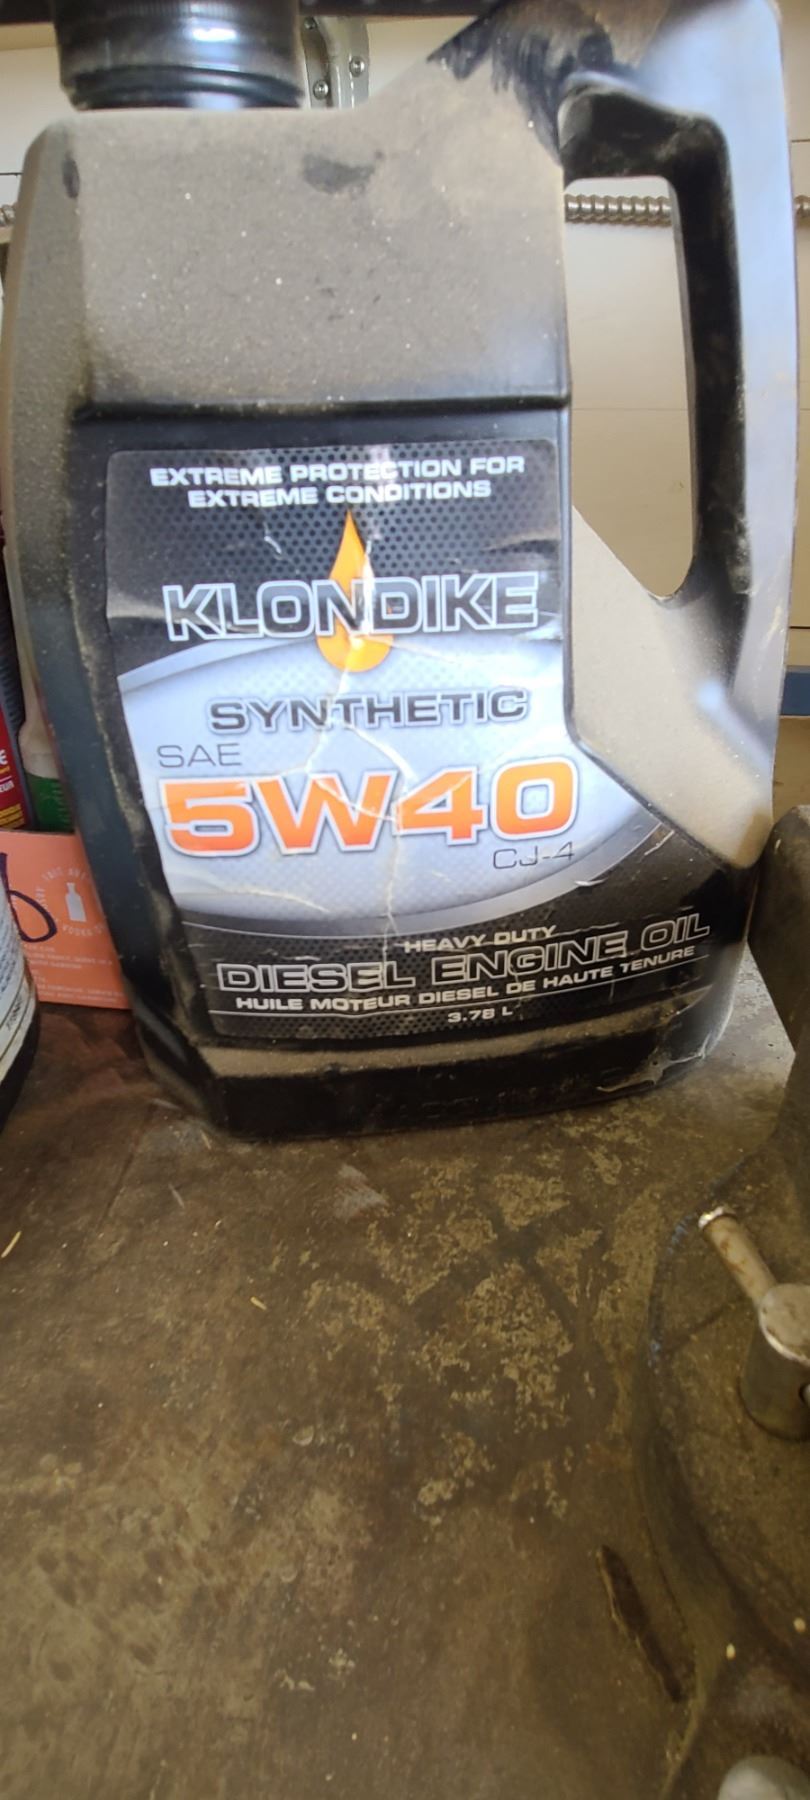 EXTREME PROTECTION FOR
EXTREME CONDITIONS
KLONDIKE
SYNTHETIC
SAE
5W40
CJ-4
HEAVY DUTY
DIESEL ENGINE OIL
HUILE MOTEUR DIESEL DE HAUTE TENURE
3.78 L
VODKA